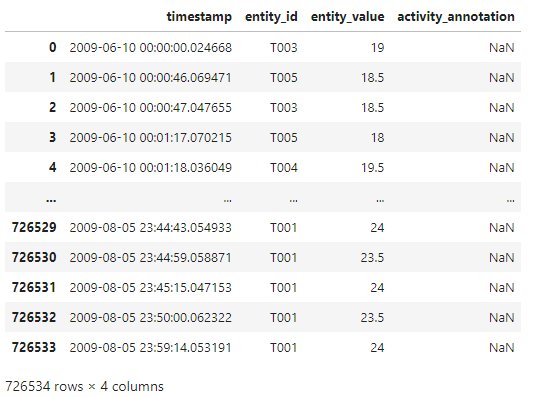 timestamp entity_id entity_value activity_annotation
0 2009-06-10 00:00:00.024668 T003 19 NaN
1 2009-06-10 00:00:46.069471 T005 18.5 NaN
2 2009-06-10 00:00:47.047655 T003 18.5 NaN
3 2009-06-10 00:01:17.070215 T005 18 NaN
4 2009-06-10 00:01:18.036049 T004 19.5 NaN
... ... ... ... ...
726529 2009-08-05 23:44:43.054933 T001 24 NaN
726530 2009-08-05 23:44:59.058871 T001 23.5 NaN
726531 2009-08-05 23:45:15.047153 T001 24 NaN
726532 2009-08-05 23:50:00.062322 T001 23.5 NaN
726533 2009-08-05 23:59:14.053191 T001 24 NaN
726534 rows × 4 columns